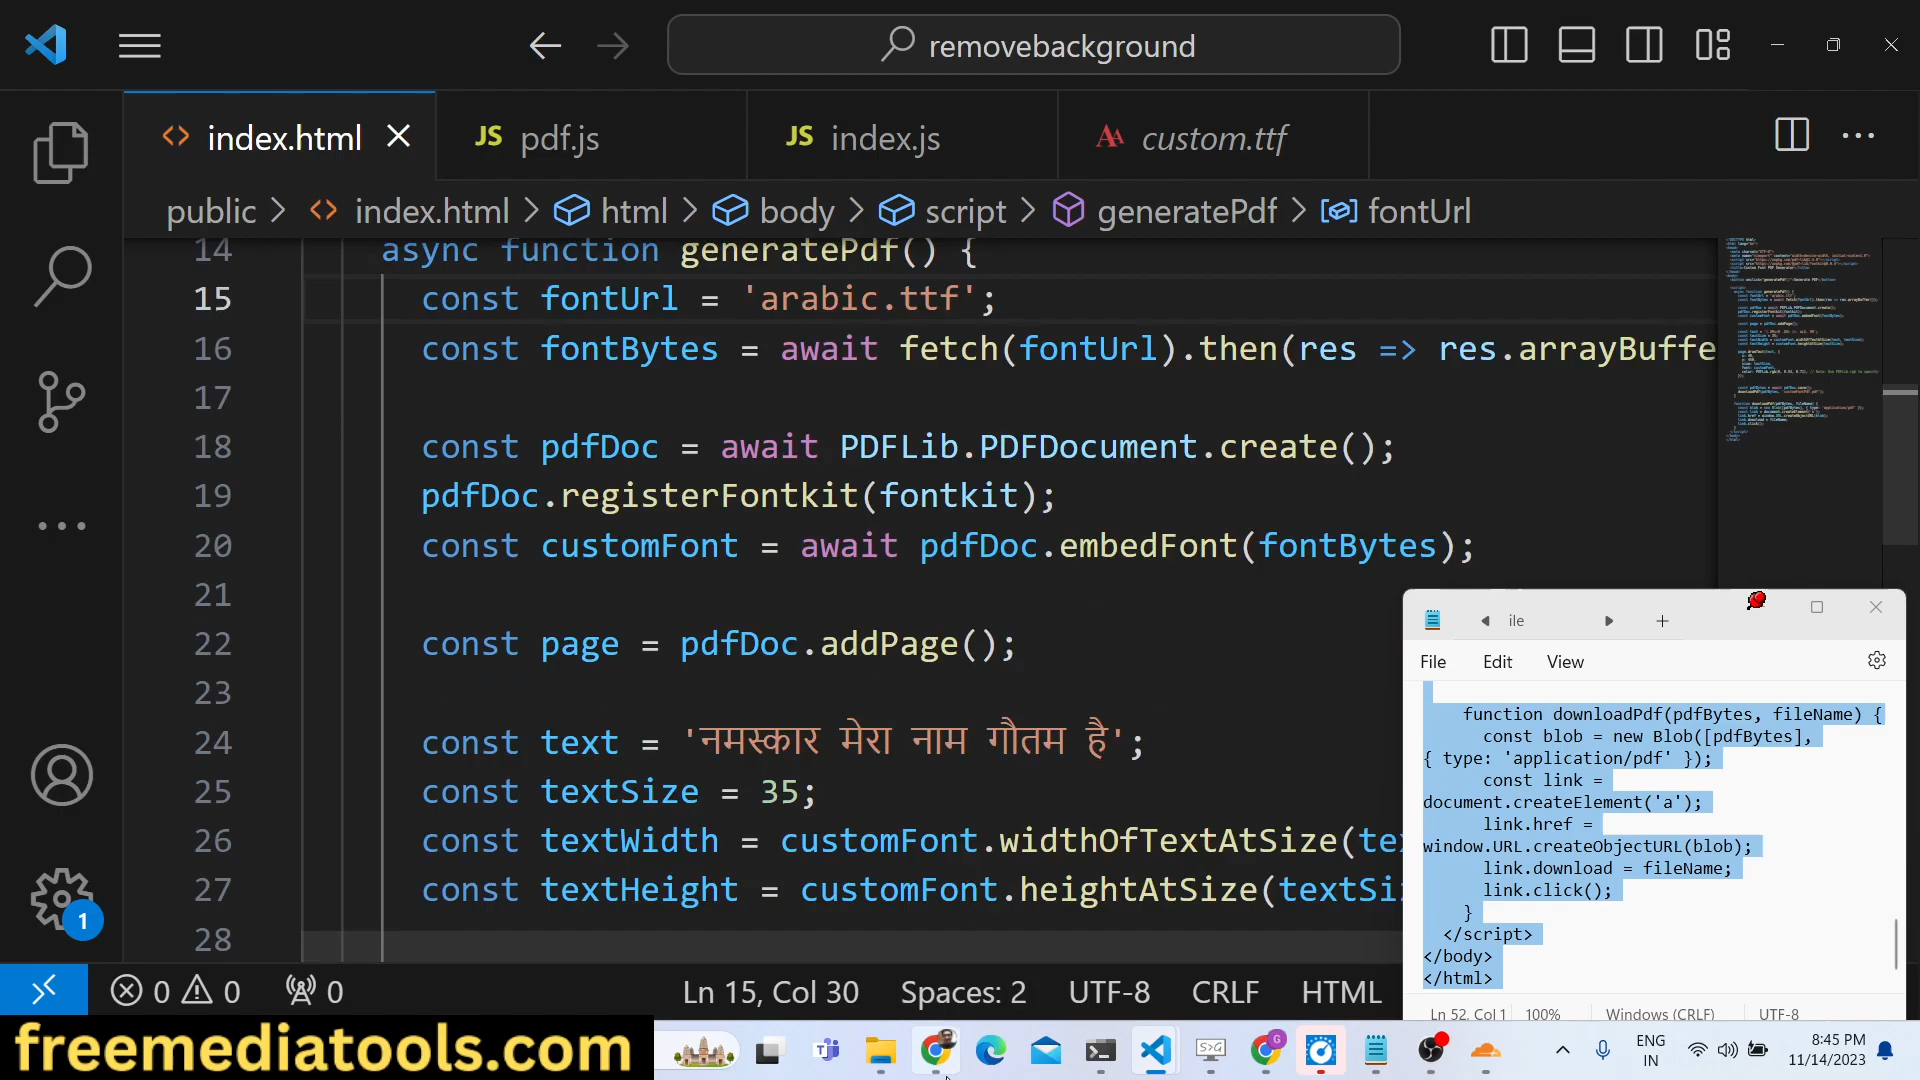 removebackground
index.html
JS pdf.js
JS index.js
custom.ttf
public > index.html > html > body > script > generatePdf > fontUrl
14 async function generatePdf() {
15 const fontUrl = 'arabic.ttf';
16 const fontBytes = await fetch(fontUrl).then(res => res.arrayBuffe
17
18 const pdfDoc = await PDFLib.PDFDocument.create();
19 pdfDoc.registerFontkit(fontkit);
20 const customFont = await pdfDoc.embedFont(fontBytes);
21
22 const page = pdfDoc.addPage();
23
24 const text = 'नमस्कार मेरा नाम गौतम है';
25 const textSize = 35;
26 const textWidth = customFont.widthOfTextAtSize(te
27 const textHeight = customFont.heightAtSize(textSi
28
ile
File Edit View
function downloadPdf(pdfBytes, fileName) {
const blob = new Blob([pdfBytes],
{ type: 'application/pdf' });
const link =
document.createElement('a');
link.href =
window.URL.createObjectURL(blob);
link.download = fileName;
link.click();
}
</script>
</body>
</html>
Ln 52, Col 1 100% Windows (CRLF) UTF-8
1
0 0 0 Ln 15, Col 30 Spaces: 2 UTF-8 CRLF HTML
freemediatools.com
ENG
IN
8:45 PM
11/14/2023